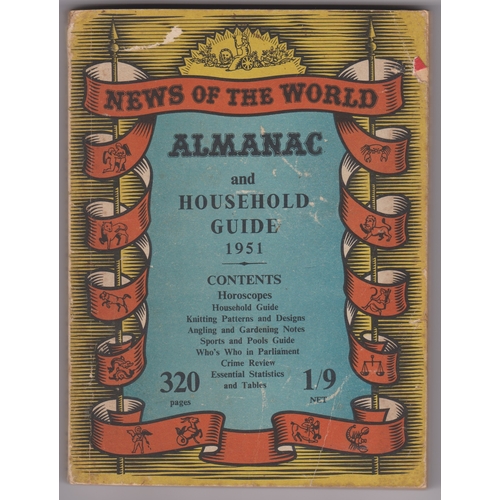 NEWS OF THE WORLD
ALMANAC
and
HOUSEHOLD
GUIDE
1951
CONTENTS
Horoscopes
Household Guide
Knitting Patterns and Designs
Angling and Gardening Notes
Sports and Pools Guide
Who's Who in Parliament
Crime Review
Essential Statistics
and Tables
320
pages
1/9
NET